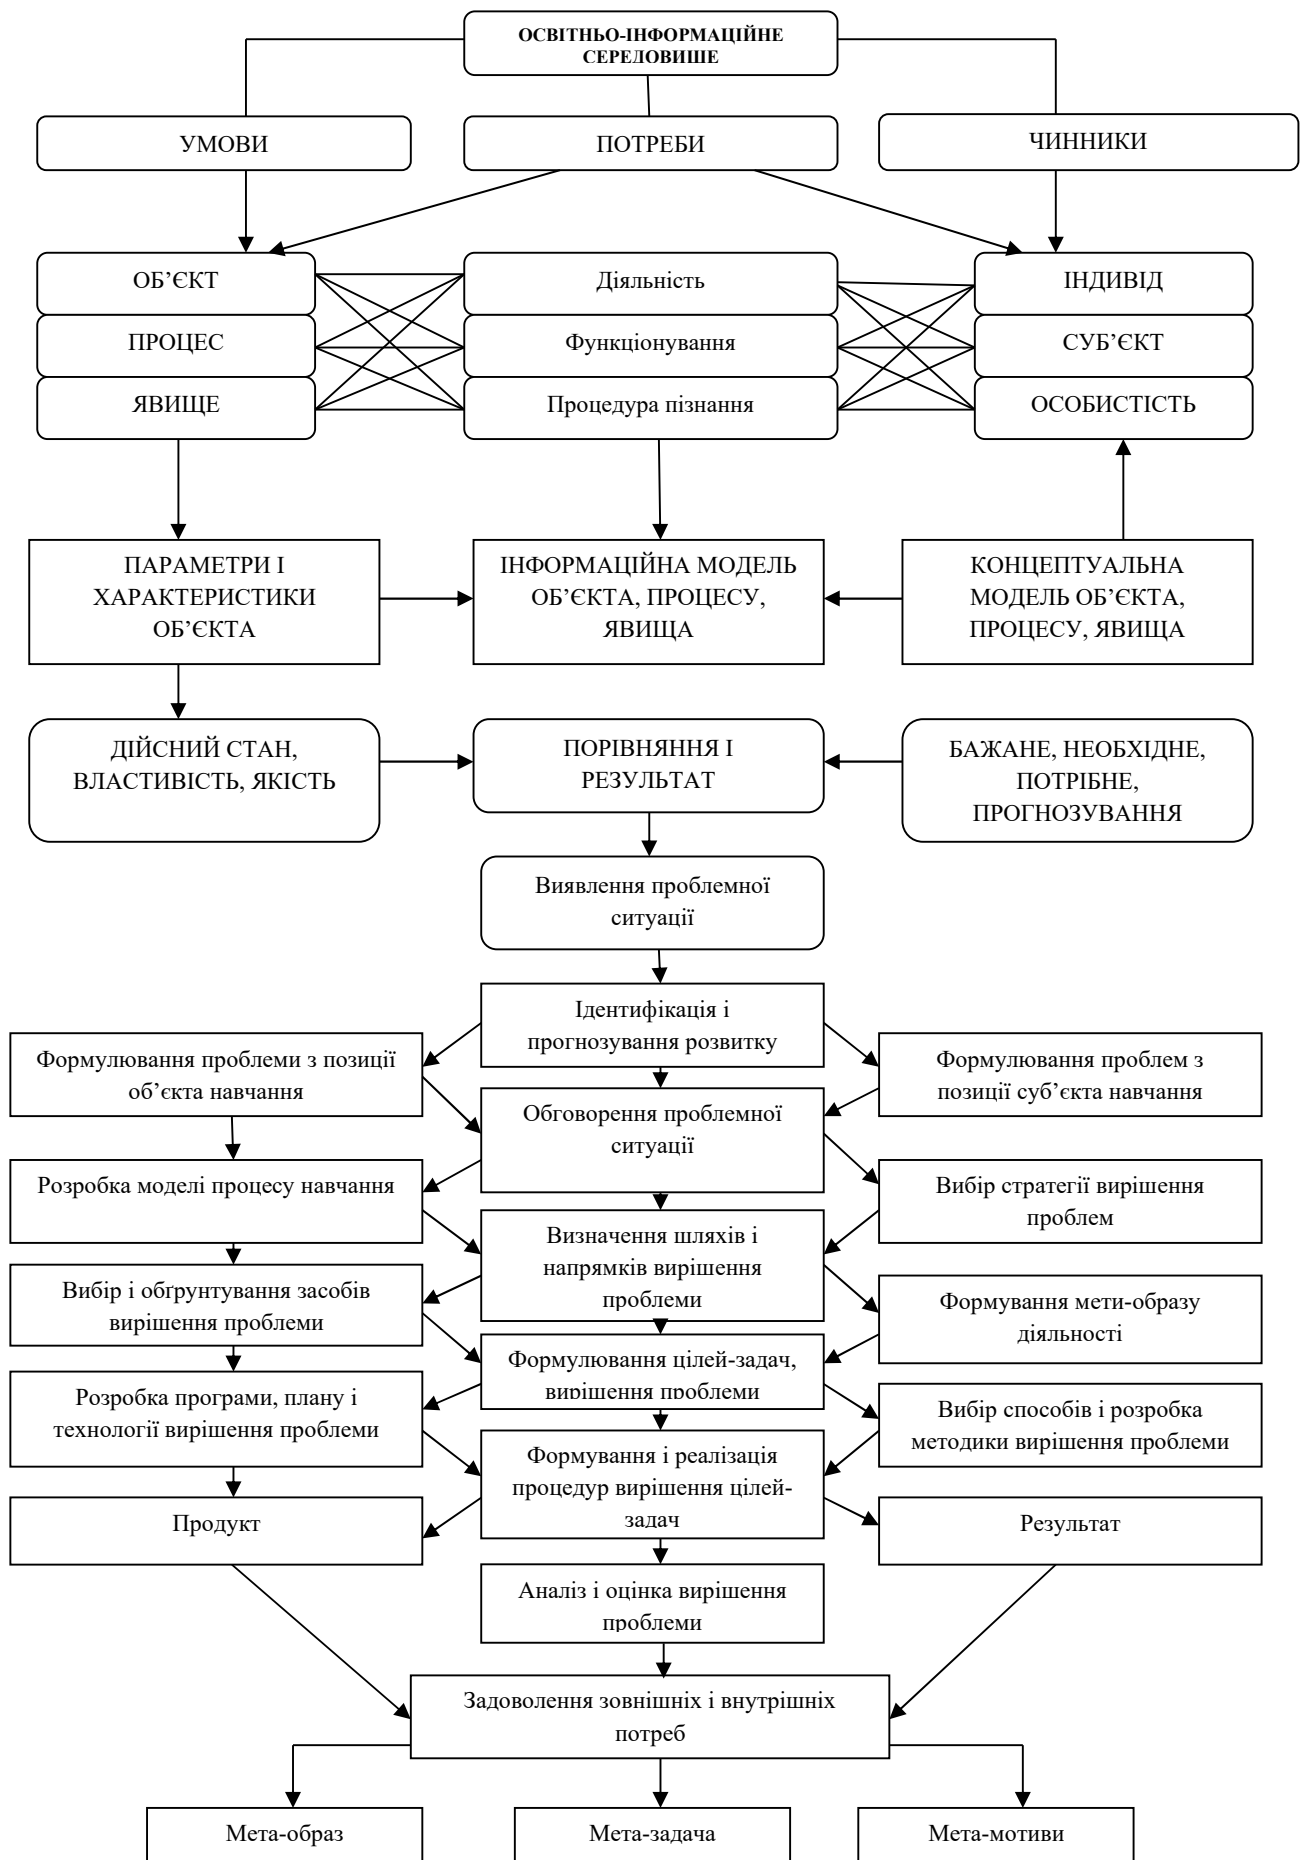 ОСВІТНЬО-ІНФОРМАЦІЙНЕ
СЕРЕДОВИЩЕ
УМОВИ
ПОТРЕБИ
ЧИННИКИ
ОБ’ЄКТ
Діяльність
ІНДИВІД
ПРОЦЕС
Функціонування
СУБ’ЄКТ
ЯВИЩЕ
Процедура пізнання
ОСОБИСТІСТЬ
ПАРАМЕТРИ І
ХАРАКТЕРИСТИКИ
ОБ’ЄКТА
ІНФОРМАЦІЙНА МОДЕЛЬ
ОБ’ЄКТА, ПРОЦЕСУ,
ЯВИЩА
КОНЦЕПТУАЛЬНА
МОДЕЛЬ ОБ’ЄКТА,
ПРОЦЕСУ, ЯВИЩА
ДІЙСНИЙ СТАН,
ВЛАСТИВІСТЬ, ЯКІСТЬ
ПОРІВНЯННЯ І
РЕЗУЛЬТАТ
БАЖАНЕ, НЕОБХІДНЕ,
ПОТРІБНЕ,
ПРОГНОЗУВАННЯ
Виявлення проблемної
ситуації
Ідентифікація і
прогнозування розвитку
Формулювання проблеми з позиції
об’єкта навчання
Формулювання проблем з
позиції суб’єкта навчання
Обговорення проблемної
ситуації
Розробка моделі процесу навчання
Вибір стратегії вирішення
проблем
Визначення шляхів і
напрямків вирішення
проблеми
Вибір і обґрунтування засобів
вирішення проблеми
Формування мети-образу
діяльності
Формулювання цілей-задач,
вирішення проблеми
Розробка програми, плану і
технології вирішення проблеми
Вибір способів і розробка
методики вирішення проблеми
Формування і реалізація
процедур вирішення цілей-
задач
Продукт
Результат
Аналіз і оцінка вирішення
проблеми
Задоволення зовнішніх і внутрішніх
потреб
Мета-образ
Мета-задача
Мета-мотиви